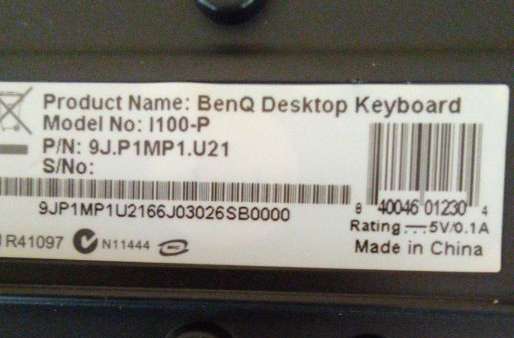 Product Name: BenQ Desktop Keyboard
Model No: I100-P
P/N: 9J.P1MP1.U21
S/No:
9JP1MP1U2166J03026SB0000
40046 01230 4
Rating 5V/0.1A
R41097 N11444
Made in China